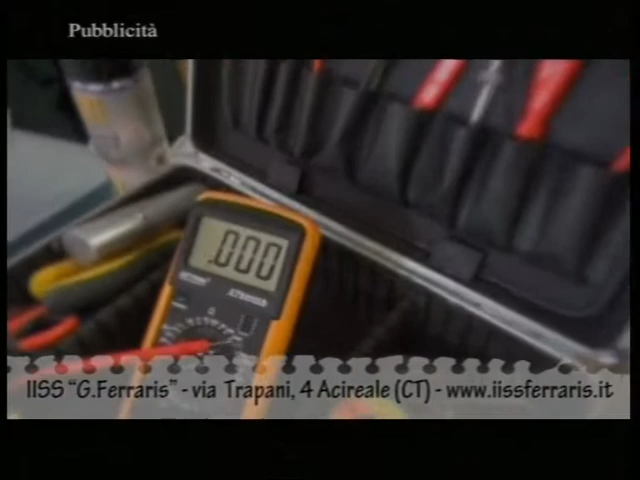 Pubblicità
.000
IISS "G.Ferraris" - via Trapani, 4 Acireale (CT) - www.iissferraris.it